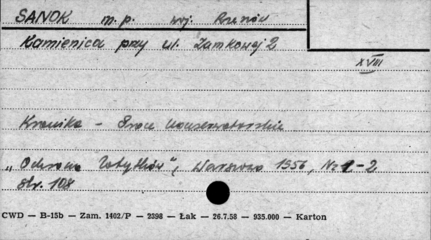 SANOK m.p. woj. Rzeszów
Kamienica przy ul. Zamkowej 2
XVIII
Kronika - Prace konserwatorskie
„Ochrona Zabytków", Warszawa 1956, Nr 1-2
str. 108
CWD — B-15b — Zam. 1402/P — 2398 — Łak — 26.7.58 — 935.000 — Karton